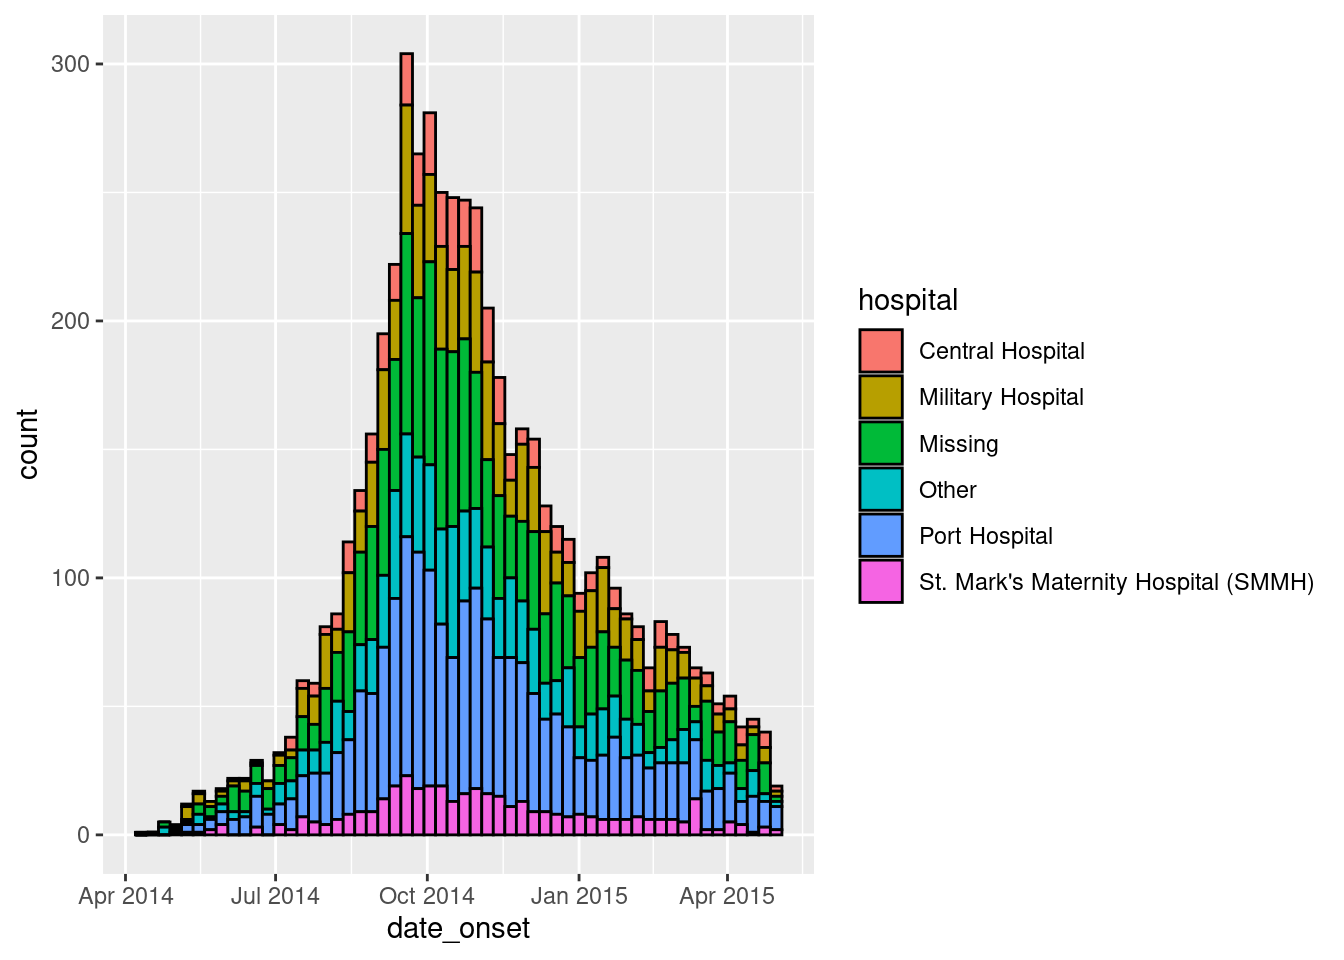 300
200
100
0
count
Apr 2014 Jul 2014 Oct 2014 Jan 2015 Apr 2015
date_onset
hospital
Central Hospital
Military Hospital
Missing
Other
Port Hospital
St. Mark's Maternity Hospital (SMMH)